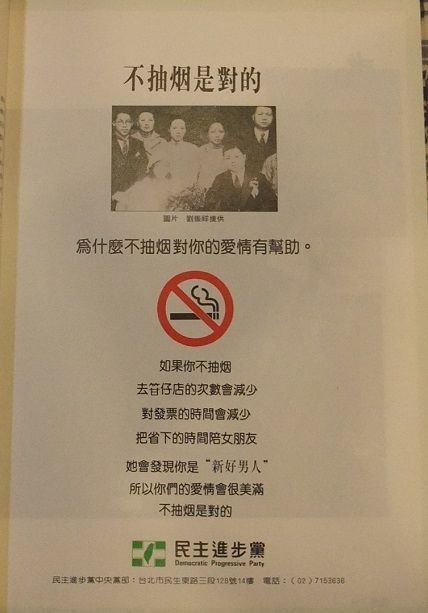 不抽烟是對的
圖片 劉振祥提供
為什麼不抽烟對你的愛情有幫助。
如果你不抽烟
去䇢仔店的次數會減少
對發票的時間會減少
把省下的時間陪女朋友
她會發現你是“新好男人”
所以你們的愛情會很美滿
不抽烟是對的
民主進步黨
Democratic Progressive Party
民主進步黨中央黨部：台北市民生東路三段128號14樓 電話：（02）7153636